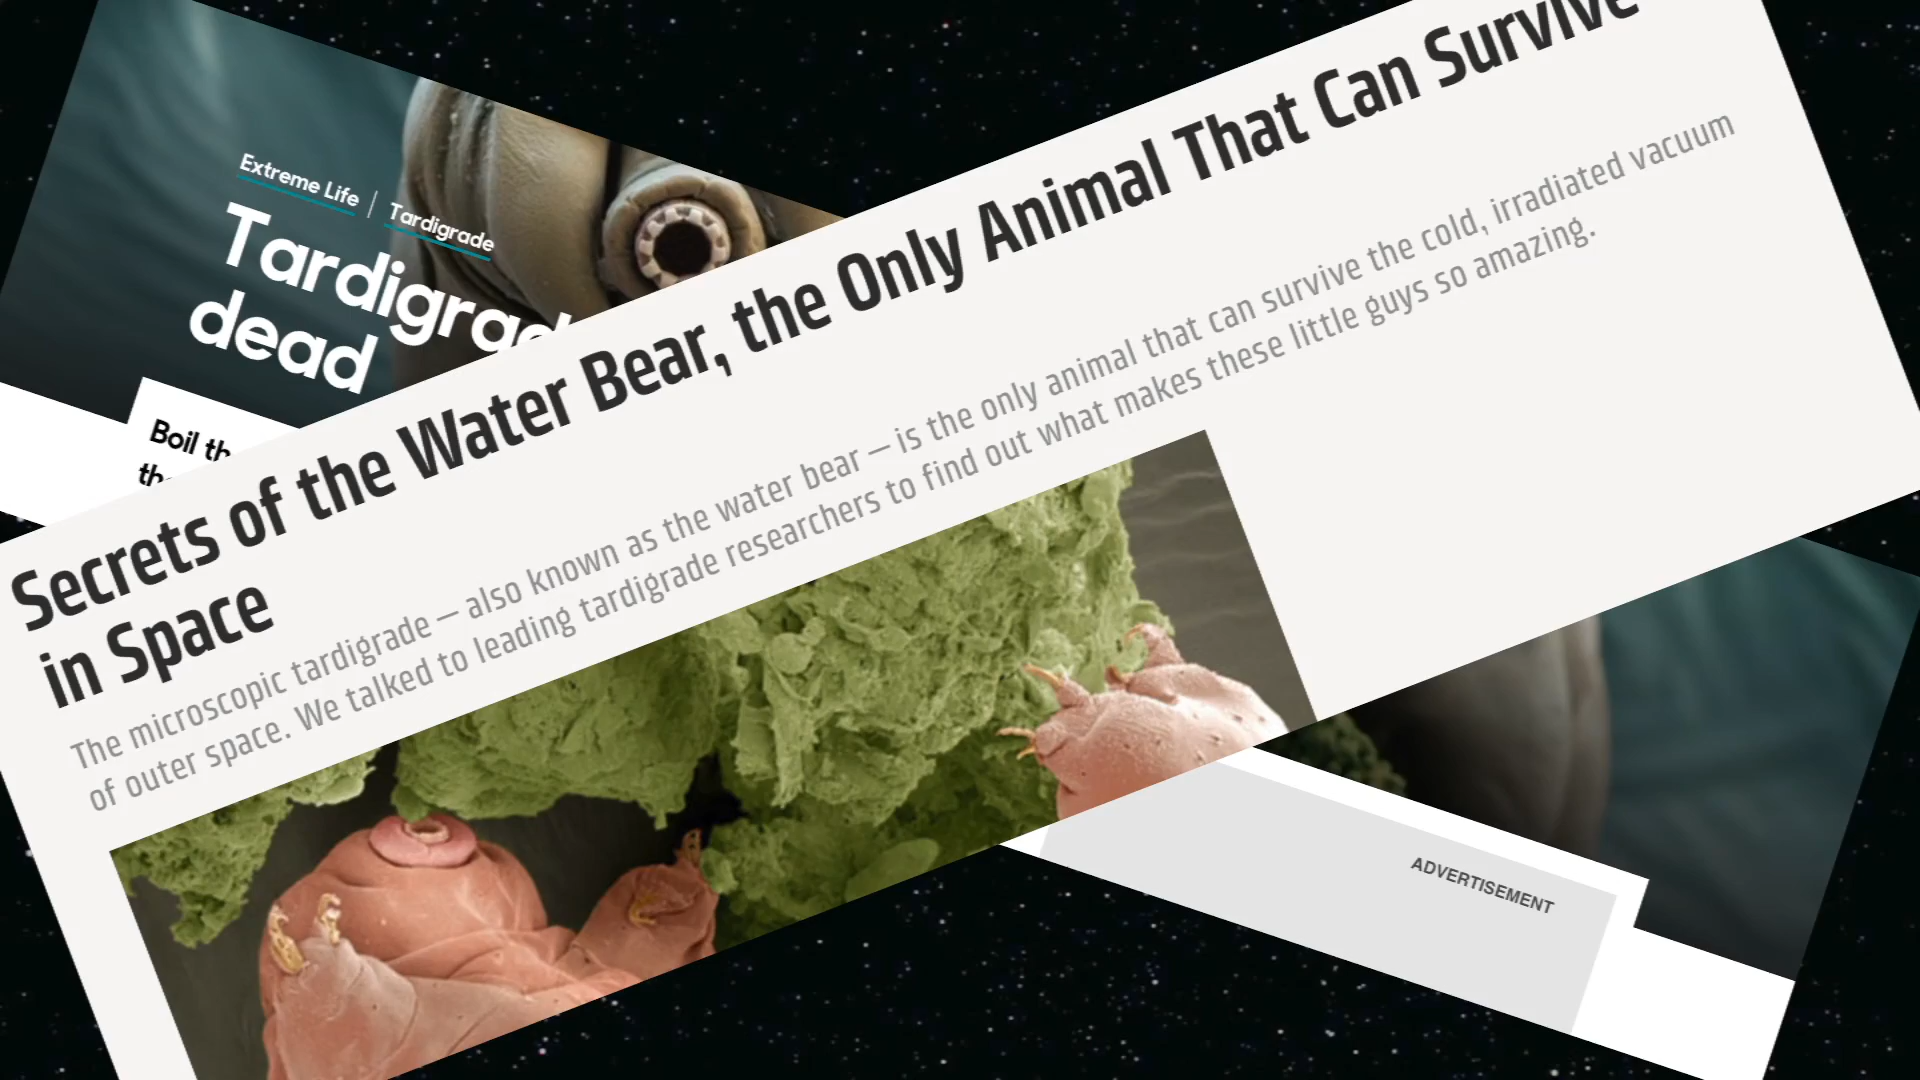 Extreme Life | Tardigrade
dead
Boil
Secrets of the Water Bear, the Only Animal That Can Survive
in Space
The microscopic tardigrade — also known as the water bear — is the only animal that can survive the cold, irradiated vacuum
of outer space. We talked to leading tardigrade researchers to find out what makes these little guys so amazing.
ADVERTISEMENT